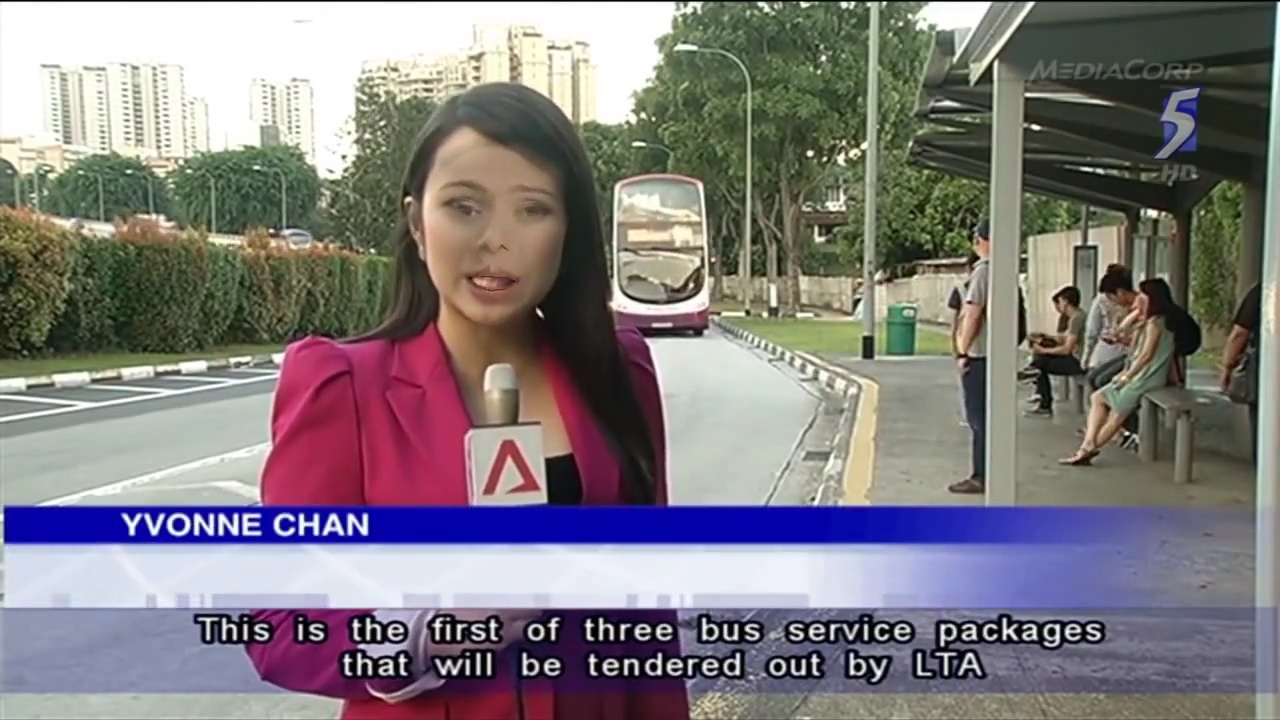 MEDIACORP
5
HD
YVONNE CHAN
This is the first of three bus service packages
that will be tendered out by LTA